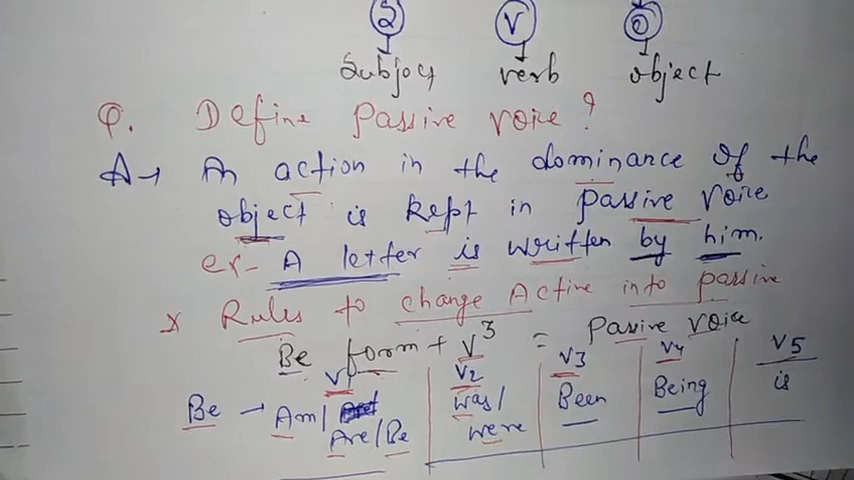 S V O
Subjoct verb object
Q. Define passive voice?
A→ An action in the dominance of the
object is kept in passive voice
ex- A letter is written by him.
x Rules to change Active into passive
Be form + V3 = Passive voice
V1 V2 V3 V4 V5
Be → Am/ Are/Be was/were Been Being is